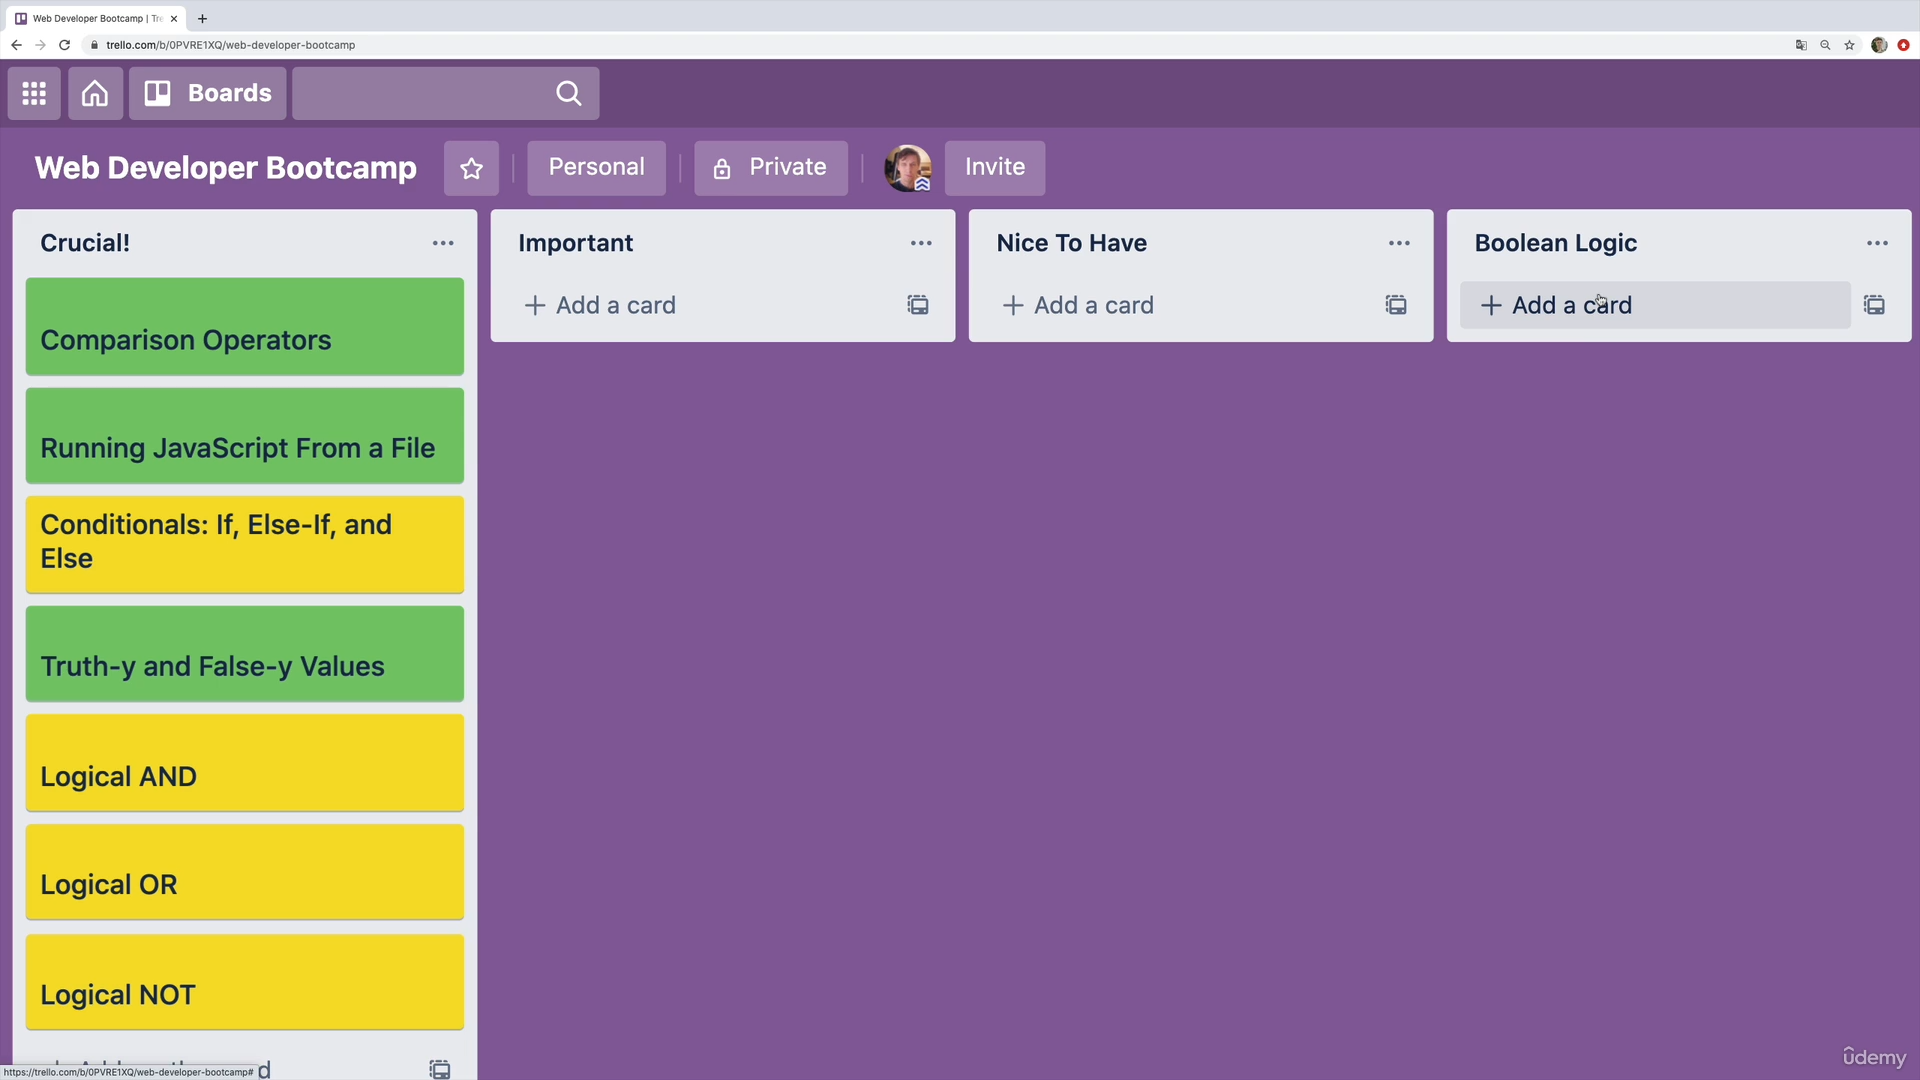 Web Developer Bootcamp | Tre
trello.com/b/0PVRE1XQ/web-developer-bootcamp
Boards
Web Developer Bootcamp
Personal
Private
Invite
Crucial!
Comparison Operators
Running JavaScript From a File
Conditionals: If, Else-If, and
Else
Truth-y and False-y Values
Logical AND
Logical OR
Logical NOT
Important
+ Add a card
Nice To Have
+ Add a card
Boolean Logic
+ Add a card
https://trello.com/b/0PVRE1XQ/web-developer-bootcamp#
ûdemy